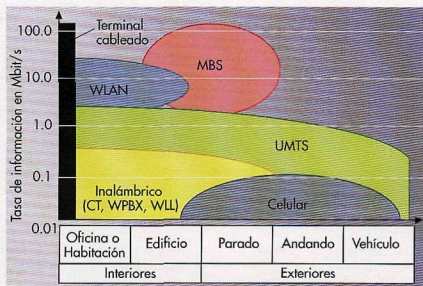 Tasa de información en Mbit/s
100.0
10.0
1.0
0.1
0.01
Terminal
cableado
MBS
WLAN
UMTS
Inalámbrico
(CT, WPBX, WLL)
Celular
Oficina o
Habitación
Edificio
Parado
Andando
Vehículo
Interiores
Exteriores